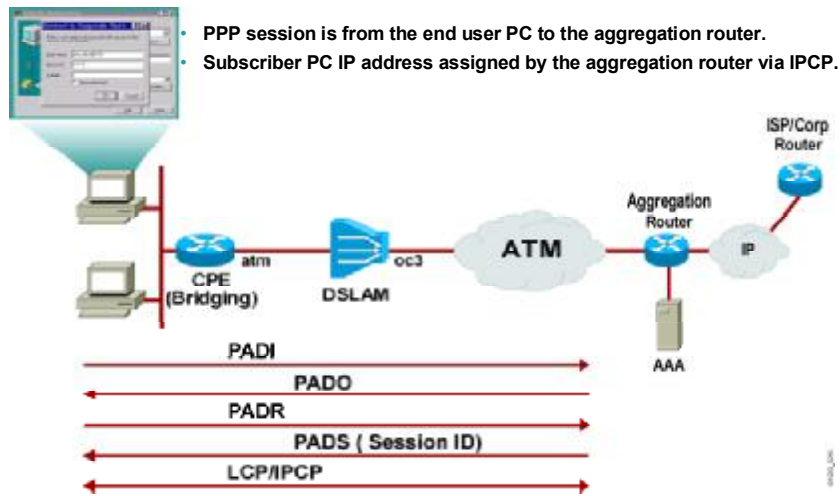 PPP session is from the end user PC to the aggregation router.
Subscriber PC IP address assigned by the aggregation router via IPCP.
ISP/Corp
Router
Aggregation
Router
atm
oc3
ATM
IP
CPE
(Bridging)
DSLAM
AAA
PADI
PADO
PADR
PADS ( Session ID)
LCP/IPCP